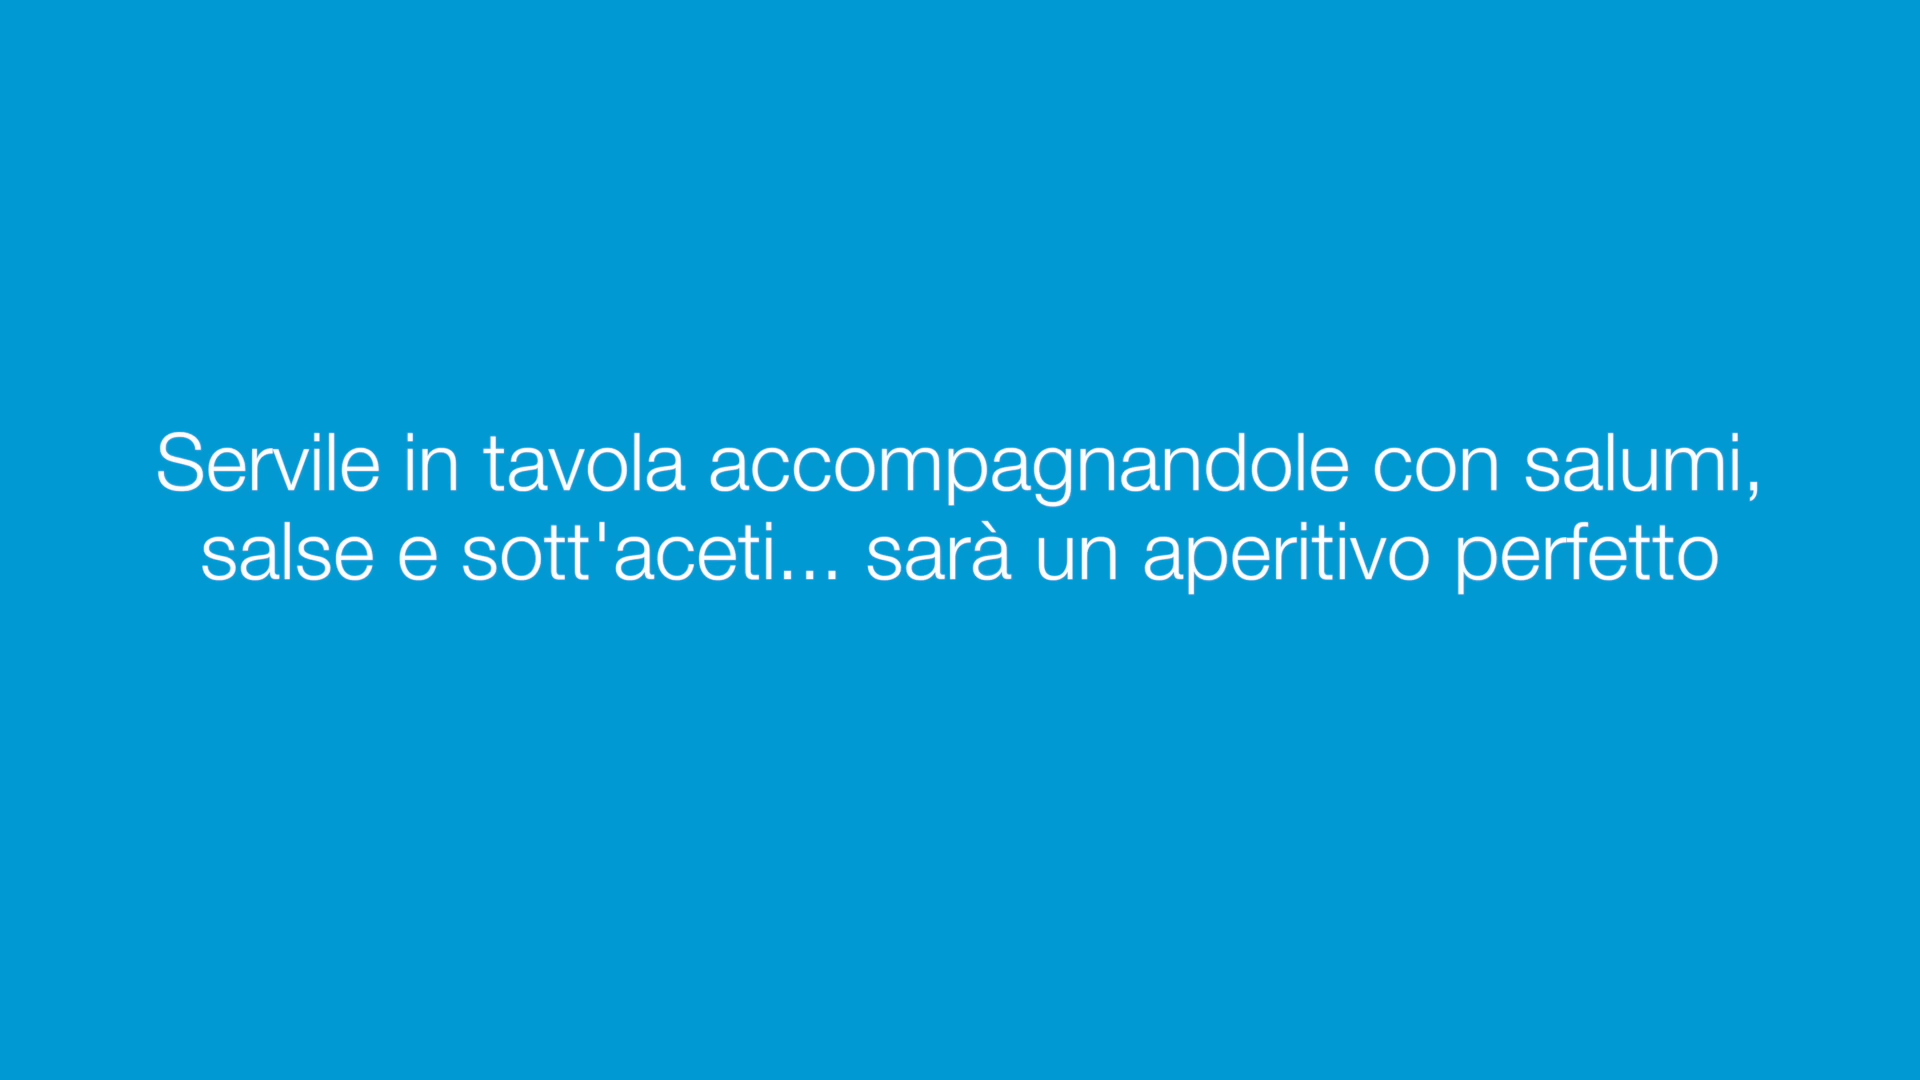 Servile in tavola accompagnandole con salumi,
salse e sott'aceti... sarà un aperitivo perfetto